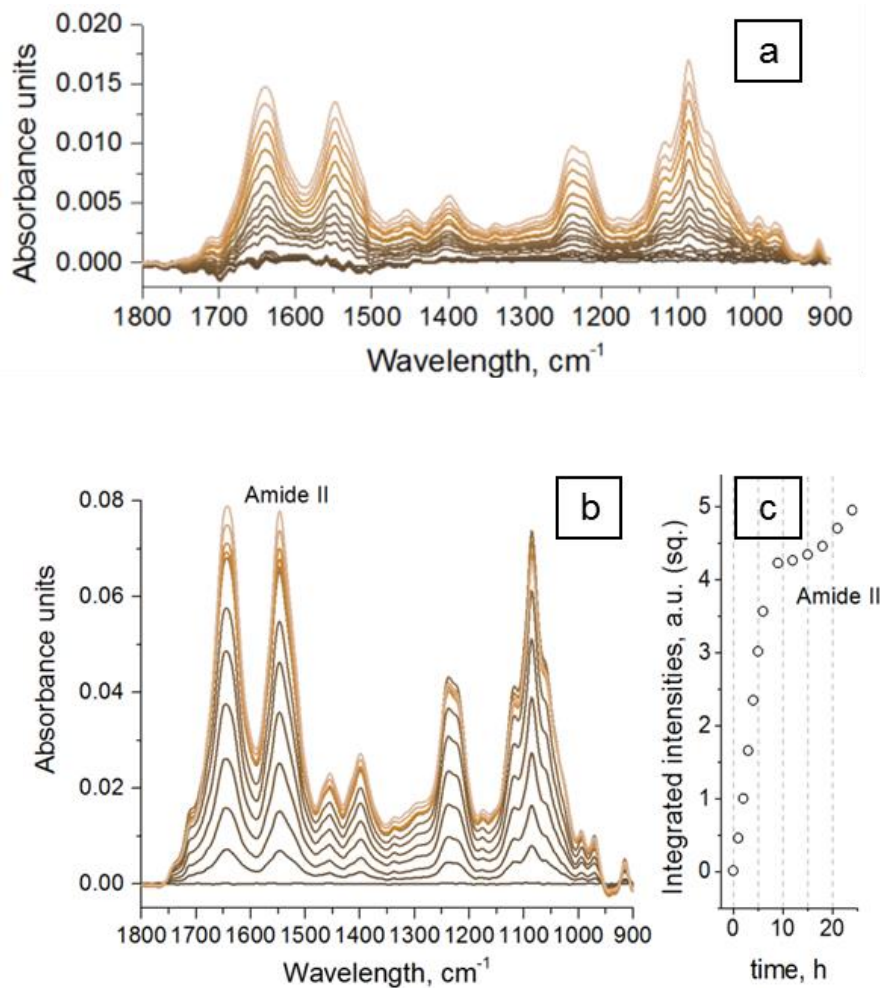 a
Absorbance units
0.020
0.015
0.010
0.005
0.000
1800 1700 1600 1500 1400 1300 1200 1100 1000 900
Wavelength, cm⁻¹
b
Absorbance units
0.08
0.06
0.04
0.02
0.00
Amide II
1800 1700 1600 1500 1400 1300 1200 1100 1000 900
Wavelength, cm⁻¹
c
Integrated intensities, a.u. (sq.)
5
4
3
2
1
0
Amide II
0 10 20
time, h